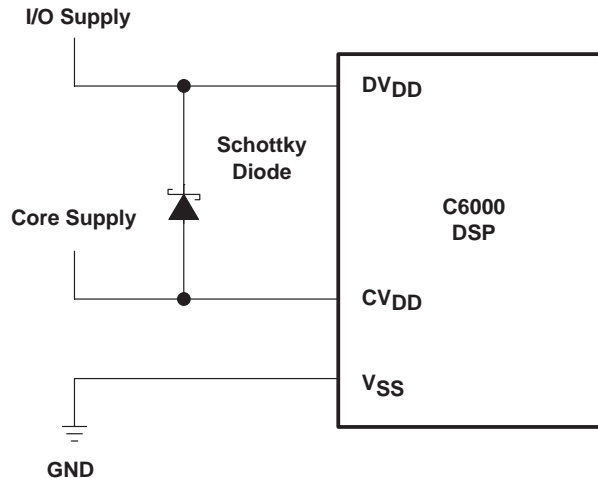 I/O Supply
DVDD
Schottky
Diode
C6000
DSP
Core Supply
CVDD
VSS
GND